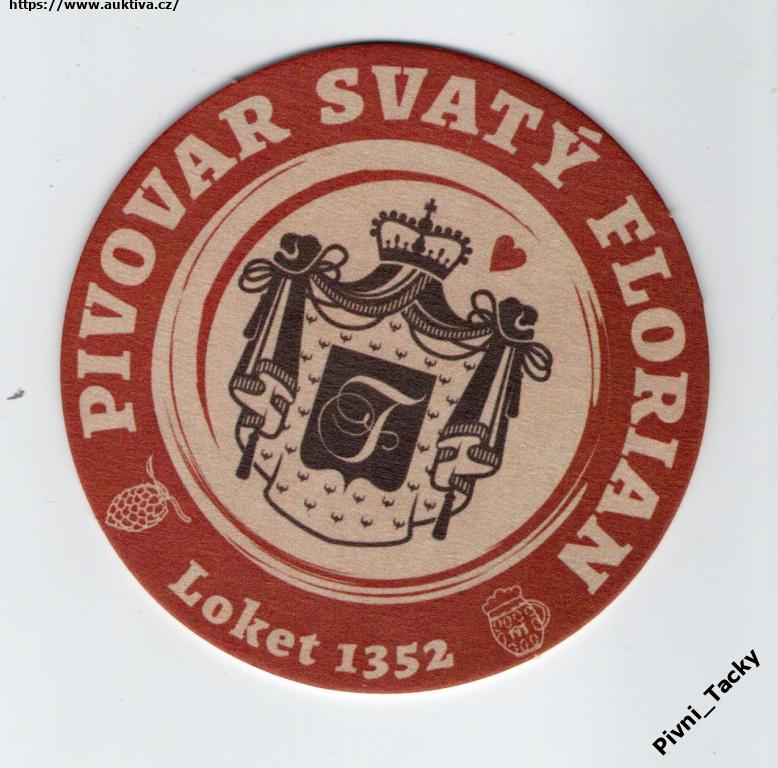 https://www.auktiva.cz/
PIVOVAR SVATÝ FLORIAN
F
Loket 1352
Pivni_Tacky